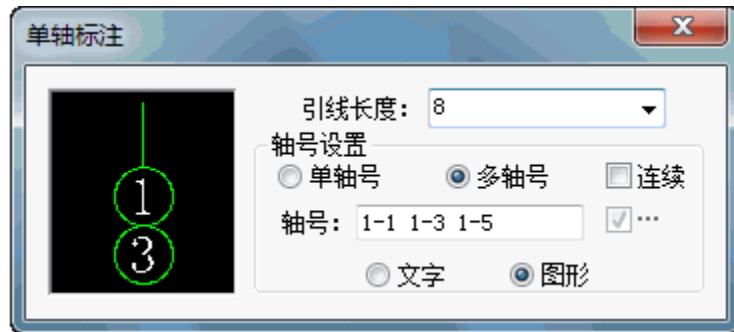 单轴标注
引线长度： 8
轴号设置
单轴号 多轴号 连续
轴号： 1-1 1-3 1-5 ...
文字 图形
1
3